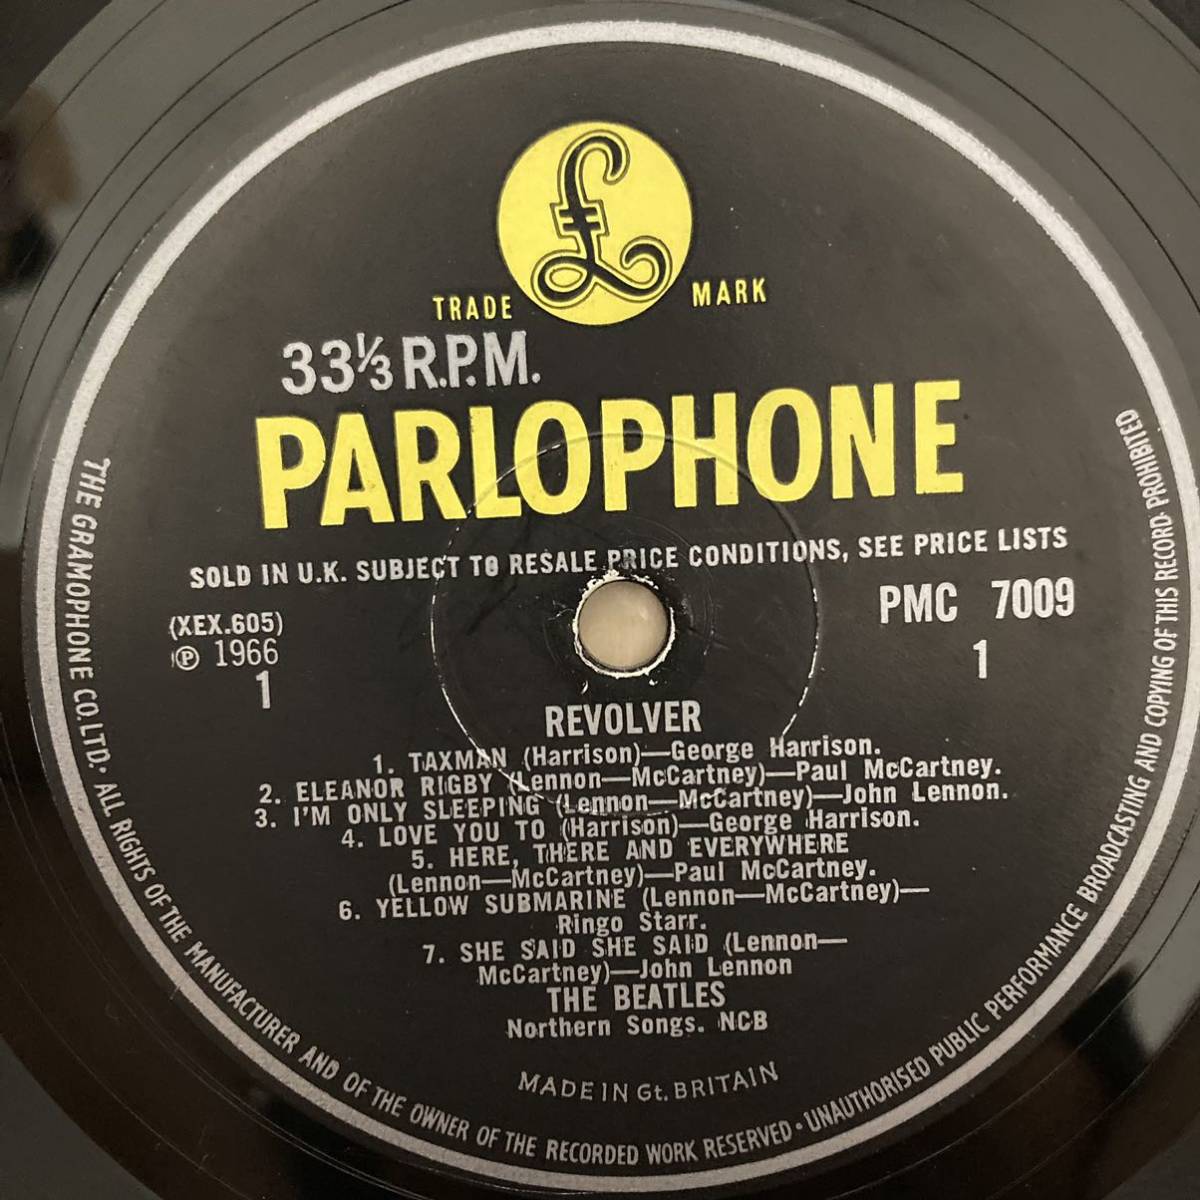 £
TRADE MARK
33⅓ R.P.M.
PARLOPHONE
SOLD IN U.K. SUBJECT TO RESALE PRICE CONDITIONS, SEE PRICE LISTS
(XEX.605)
℗ 1966
1
PMC 7009
1
REVOLVER
1. TAXMAN (Harrison)—George Harrison.
2. ELEANOR RIGBY (Lennon—McCartney)—Paul McCartney.
3. I'M ONLY SLEEPING (Lennon—McCartney)—John Lennon.
4. LOVE YOU TO (Harrison)—George Harrison.
5. HERE, THERE AND EVERYWHERE
(Lennon—McCartney)—Paul McCartney.
6. YELLOW SUBMARINE (Lennon—McCartney)—
Ringo Starr.
7. SHE SAID SHE SAID (Lennon—
McCartney)—John Lennon
THE BEATLES
Northern Songs. NCB
MADE IN Gt. BRITAIN
THE GRAMOPHONE CO. LTD. ALL RIGHTS OF THE MANUFACTURER AND OF THE OWNER OF THE RECORDED WORK RESERVED • UNAUTHORISED PUBLIC PERFORMANCE BROADCASTING AND COPYING OF THIS RECORD PROHIBITED